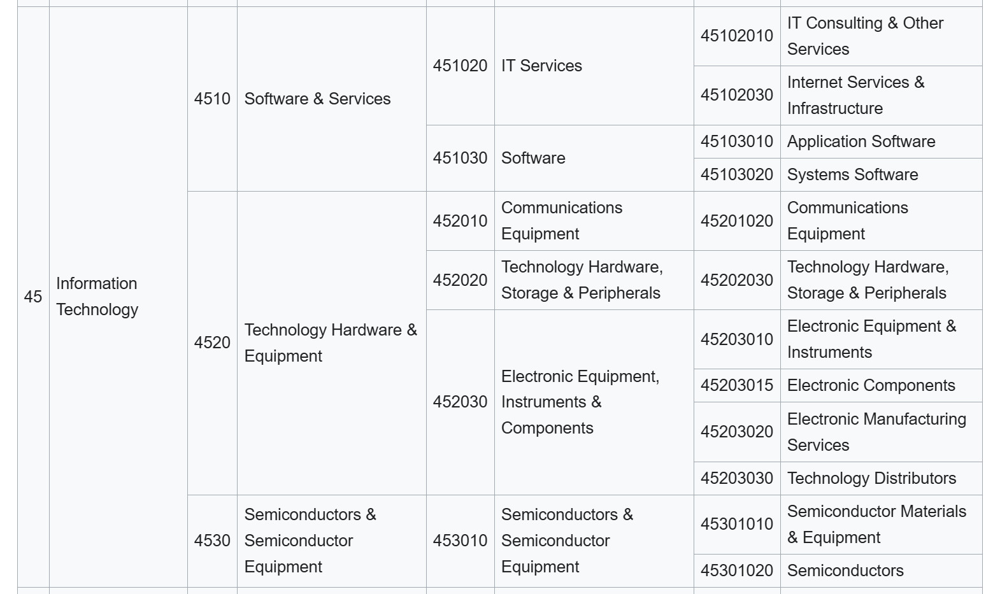 45
Information
Technology
4510
Software & Services
451020
IT Services
45102010
IT Consulting & Other
Services
45102030
Internet Services &
Infrastructure
451030
Software
45103010
Application Software
45103020
Systems Software
4520
Technology Hardware &
Equipment
452010
Communications
Equipment
45201020
Communications
Equipment
452020
Technology Hardware,
Storage & Peripherals
45202030
Technology Hardware,
Storage & Peripherals
452030
Electronic Equipment,
Instruments &
Components
45203010
Electronic Equipment &
Instruments
45203015
Electronic Components
45203020
Electronic Manufacturing
Services
45203030
Technology Distributors
4530
Semiconductors &
Semiconductor
Equipment
453010
Semiconductors &
Semiconductor
Equipment
45301010
Semiconductor Materials
& Equipment
45301020
Semiconductors